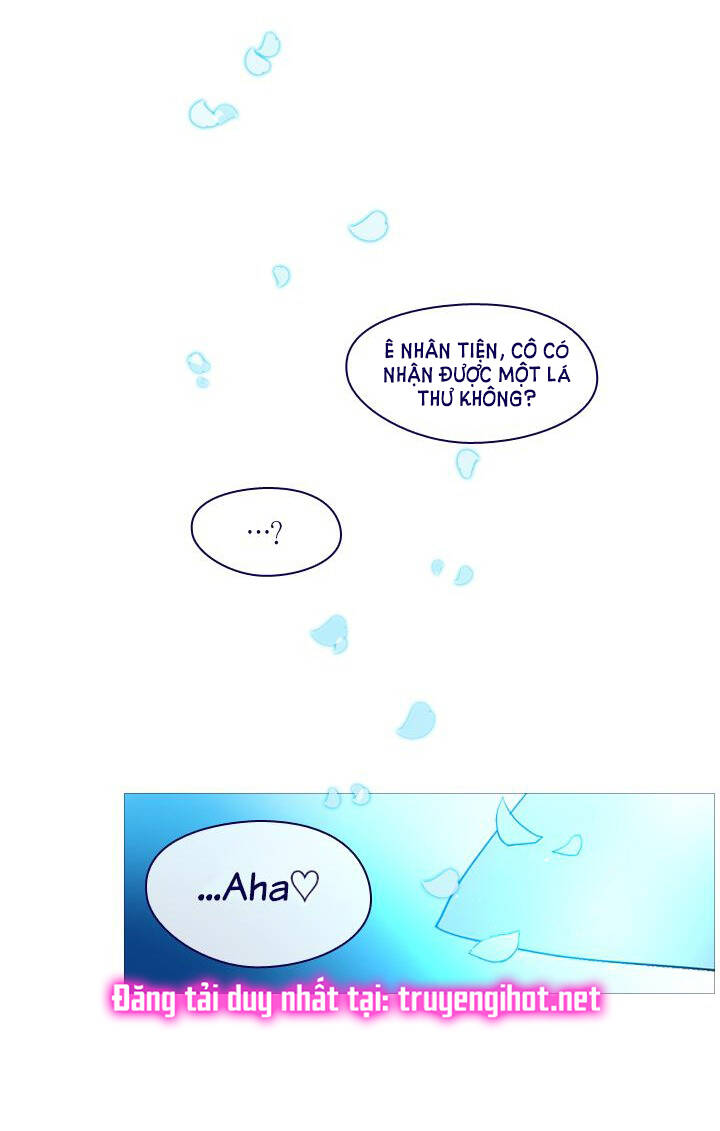 Ê NHÂN TIỆN, CÔ CÓ
NHẬN ĐƯỢC MỘT LÁ
THƯ KHÔNG?
...?
...Aha♡
Đăng tải duy nhất tại: truyengihot.net